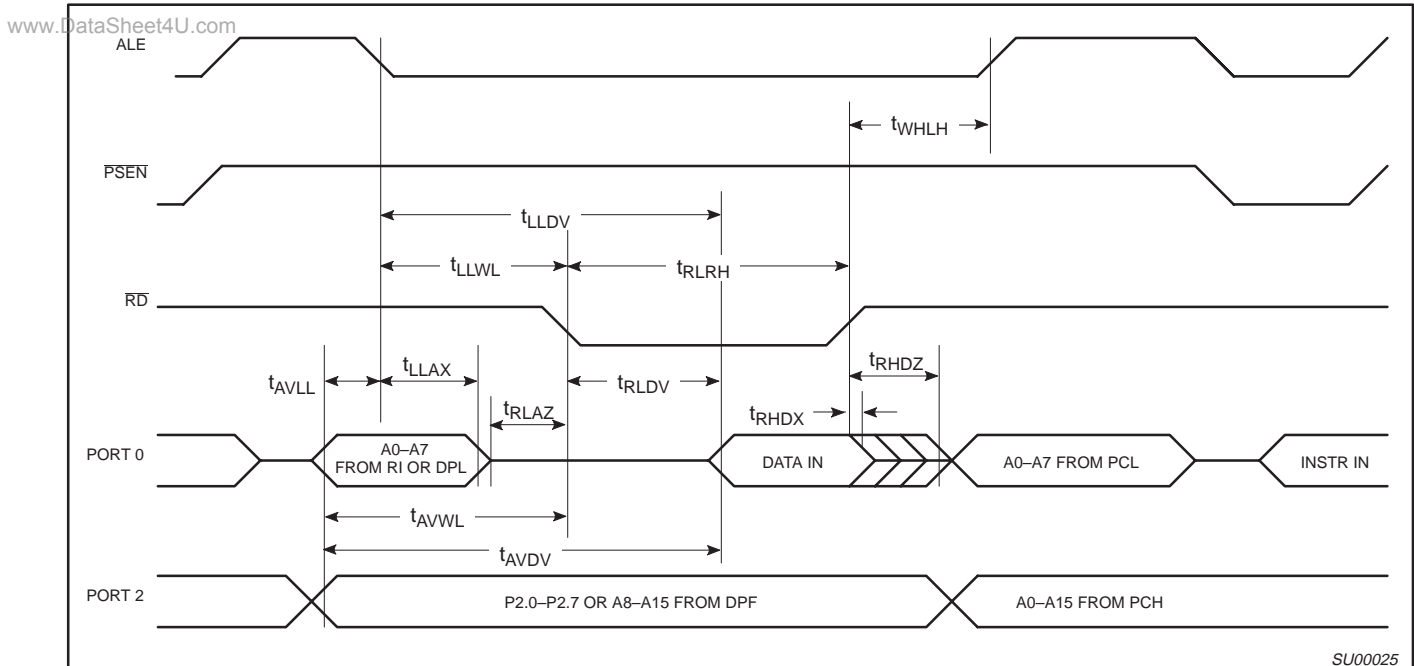 www.DataSheet4U.com
ALE
tWHLH
PSEN
tLLDV
tLLWL
tRLRH
RD
tAVLL
tLLAX
tRLDV
tRHDZ
tRLAZ
tRHDX
PORT 0
A0–A7
FROM RI OR DPL
DATA IN
A0–A7 FROM PCL
INSTR IN
tAVWL
tAVDV
PORT 2
P2.0–P2.7 OR A8–A15 FROM DPF
A0–A15 FROM PCH
SU00025